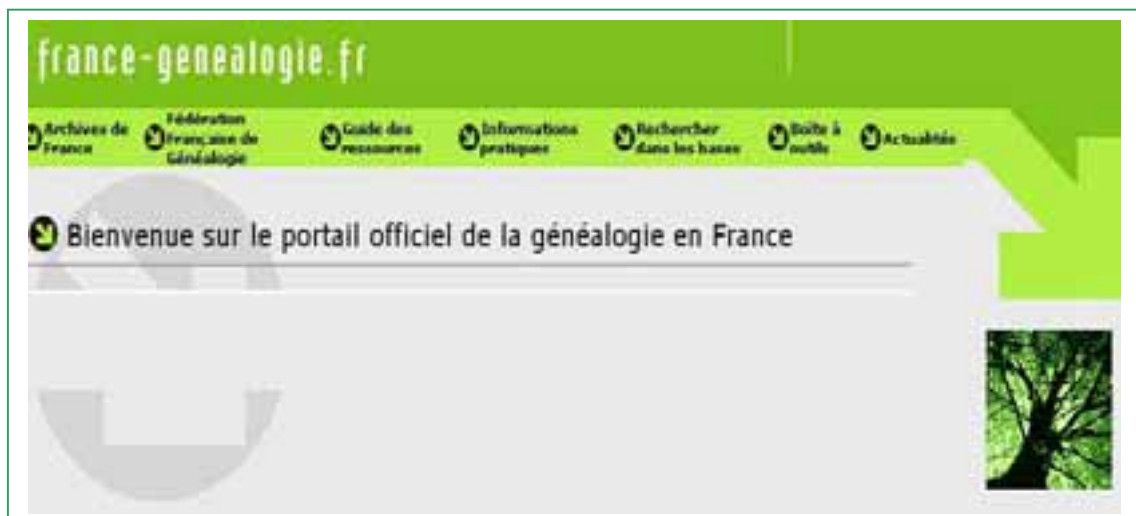 france-genealogie.fr
Archives de
France
Fédération
Française de
Généalogie
Guide des
ressources
Informations
pratiques
Rechercher
dans les bases
Boîte à
outils
Actualités
Bienvenue sur le portail officiel de la généalogie en France